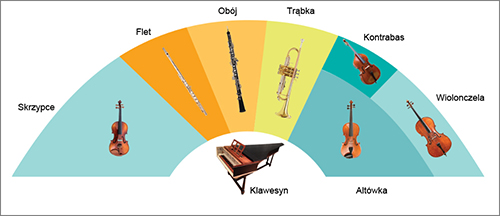 Obój
Trąbka
Flet
Kontrabas
Skrzypce
Wiolonczela
Klawesyn
Altówka